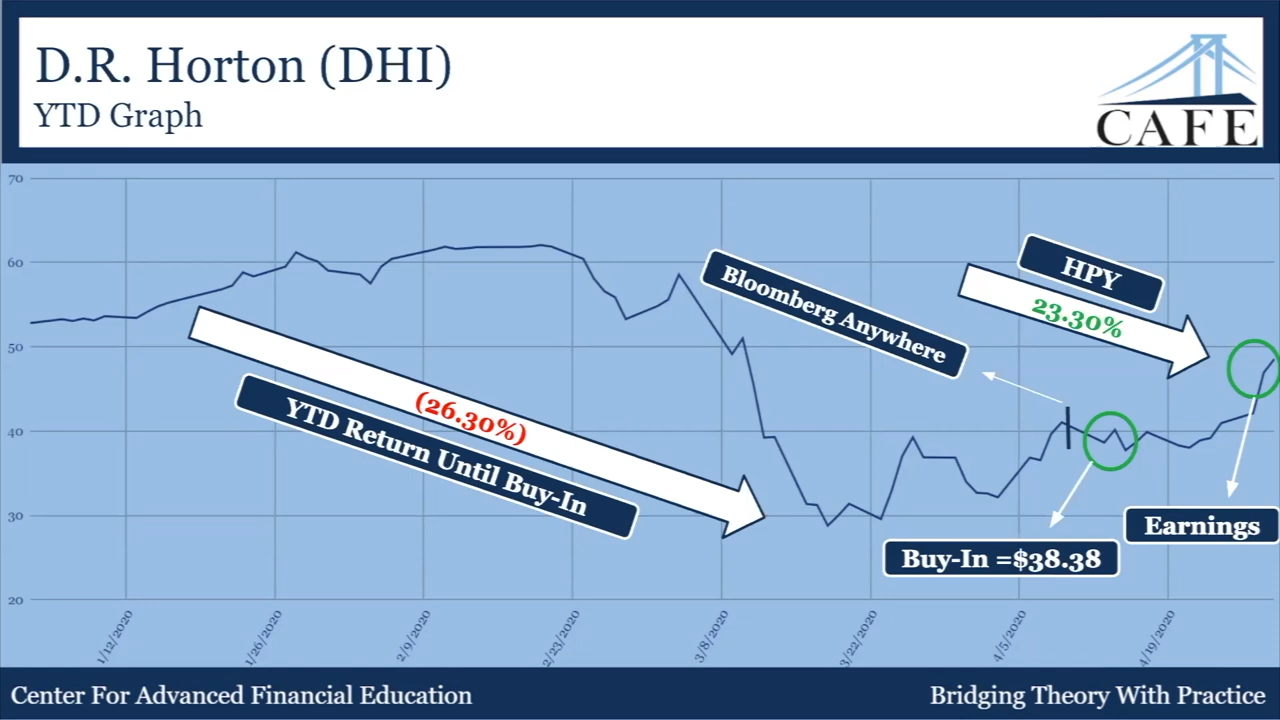 D.R. Horton (DHI)
YTD Graph
CAFE
70
60
50
40
30
20
Bloomberg Anywhere
HPY
23.30%
(26.30%)
YTD Return Until Buy-In
Buy-In =$38.38
Earnings
1/12/2020
1/26/2020
2/9/2020
2/23/2020
3/8/2020
3/22/2020
4/5/2020
4/19/2020
Center For Advanced Financial Education
Bridging Theory With Practice